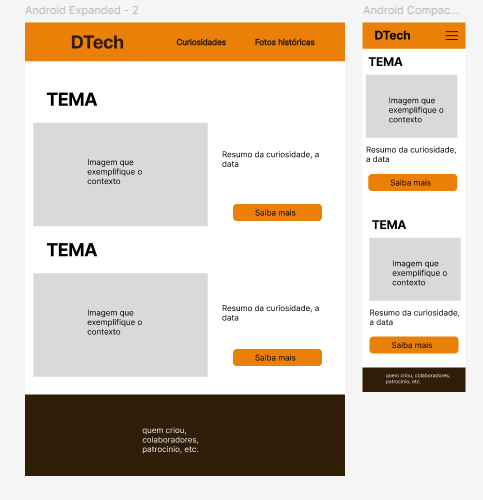 Android Expanded - 2
DTech
Curiosidades
Fotos históricas
TEMA
Imagem que
exemplifique o
contexto
Resumo da curiosidade, a
data
Saiba mais
TEMA
Imagem que
exemplifique o
contexto
Resumo da curiosidade, a
data
Saiba mais
quem criou,
colaboradores,
patrocinio, etc.
Android Compac...
DTech
TEMA
Imagem que
exemplifique o
contexto
Resumo da curiosidade,
a data
Saiba mais
TEMA
Imagem que
exemplifique o
contexto
Resumo da curiosidade,
a data
Saiba mais
quem criou, colaboradores,
patrocinio, etc.